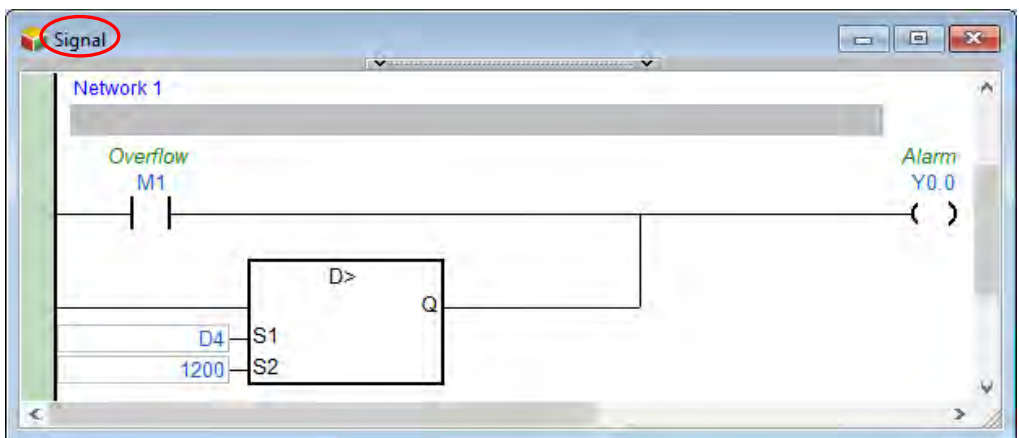 Signal
Network 1
Overflow
M1
Alarm
Y0.0
D>
Q
D4 S1
1200 S2